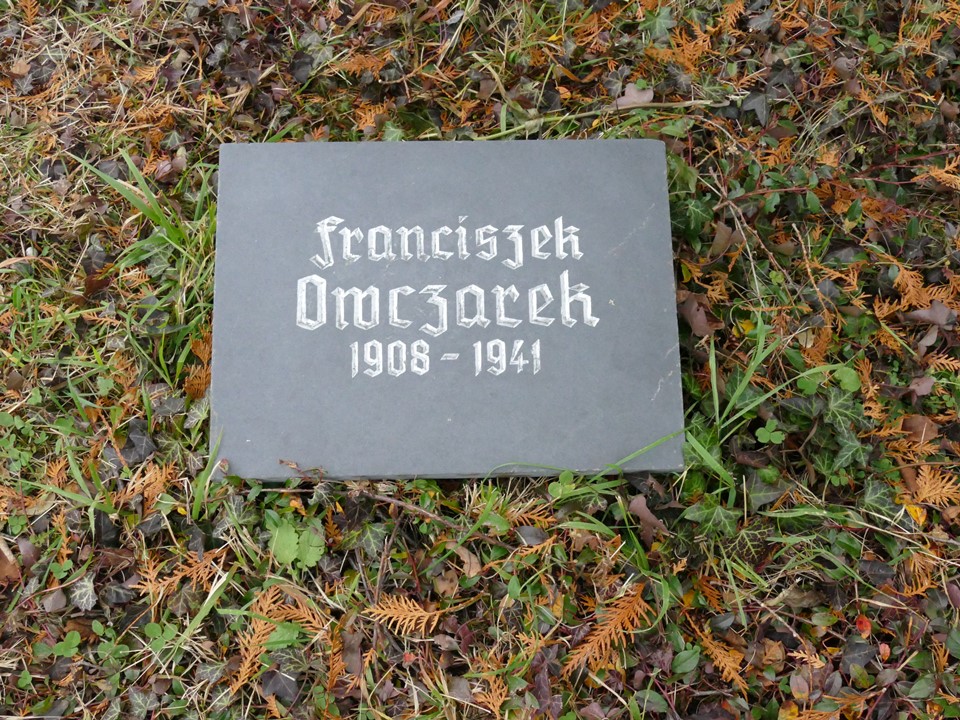 Franciszek
Owczarek
1908 - 1941